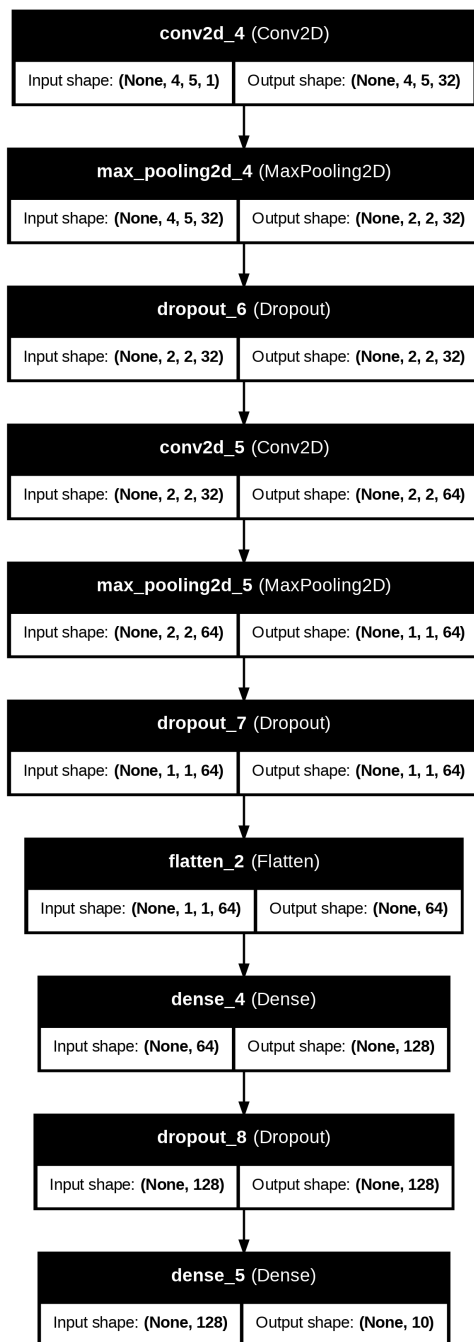 conv2d_4 (Conv2D)
Input shape: (None, 4, 5, 1) Output shape: (None, 4, 5, 32)
max_pooling2d_4 (MaxPooling2D)
Input shape: (None, 4, 5, 32) Output shape: (None, 2, 2, 32)
dropout_6 (Dropout)
Input shape: (None, 2, 2, 32) Output shape: (None, 2, 2, 32)
conv2d_5 (Conv2D)
Input shape: (None, 2, 2, 32) Output shape: (None, 2, 2, 64)
max_pooling2d_5 (MaxPooling2D)
Input shape: (None, 2, 2, 64) Output shape: (None, 1, 1, 64)
dropout_7 (Dropout)
Input shape: (None, 1, 1, 64) Output shape: (None, 1, 1, 64)
flatten_2 (Flatten)
Input shape: (None, 1, 1, 64) Output shape: (None, 64)
dense_4 (Dense)
Input shape: (None, 64) Output shape: (None, 128)
dropout_8 (Dropout)
Input shape: (None, 128) Output shape: (None, 128)
dense_5 (Dense)
Input shape: (None, 128) Output shape: (None, 10)